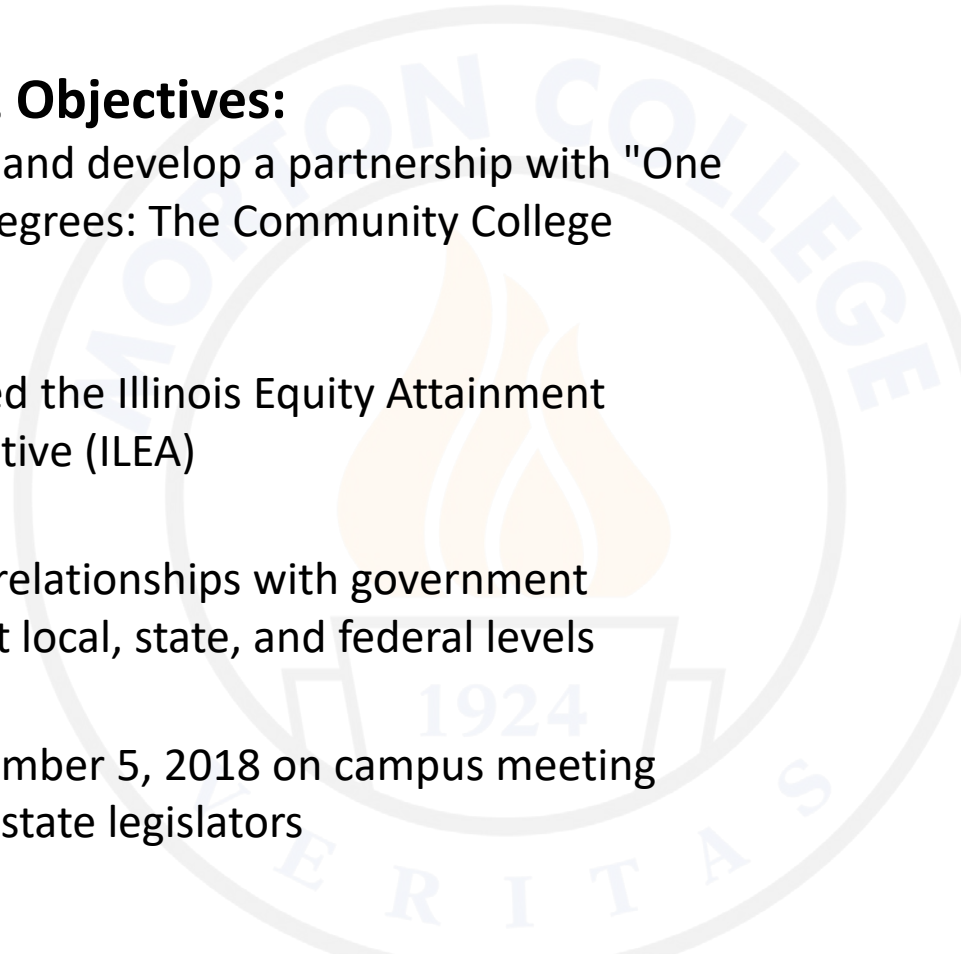 Objectives:
and develop a partnership with "One
egrees: The Community College
ed the Illinois Equity Attainment
tive (ILEA)
relationships with government
t local, state, and federal levels
mber 5, 2018 on campus meeting
state legislators
MORTON COLLEGE
1924
VERITAS